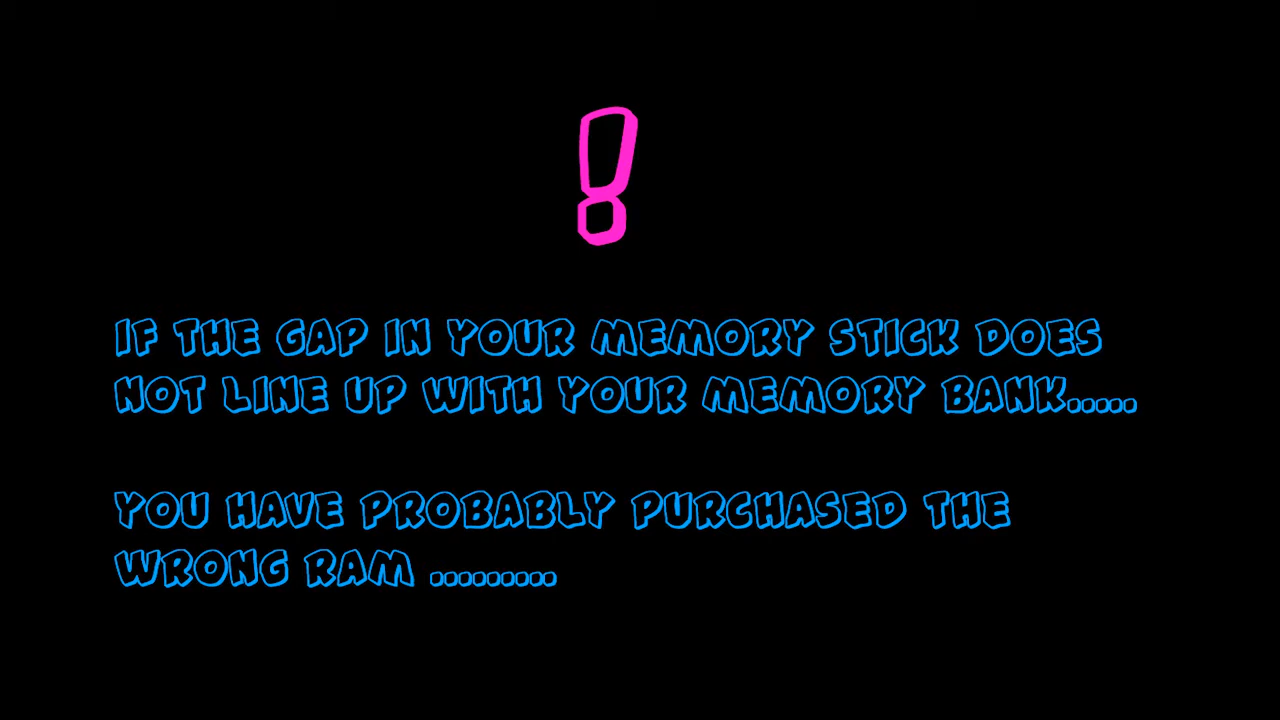 !
IF THE GAP IN YOUR MEMORY STICK DOES
NOT LINE UP WITH YOUR MEMORY BANK.....
YOU HAVE PROBABLY PURCHASED THE
WRONG RAM .........